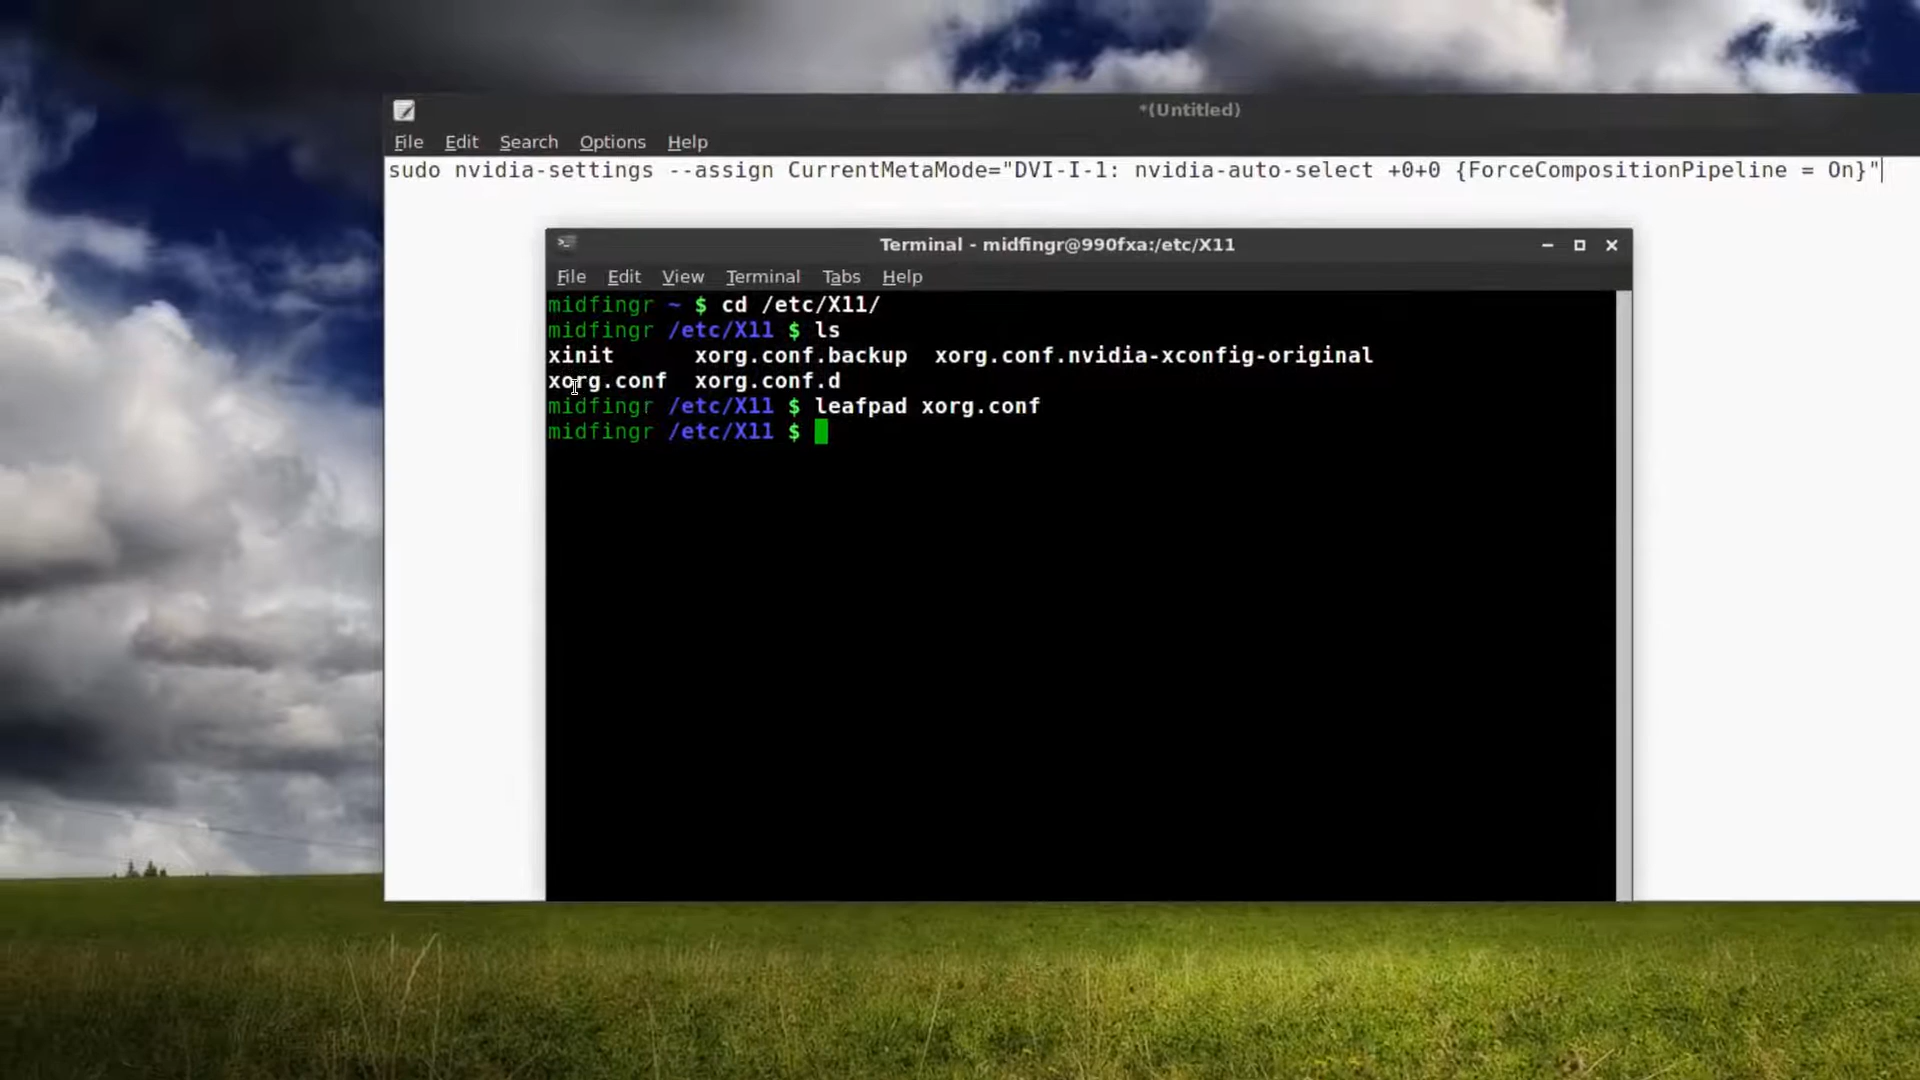 *(Untitled)
File Edit Search Options Help
sudo nvidia-settings --assign CurrentMetaMode="DVI-I-1: nvidia-auto-select +0+0 {ForceCompositionPipeline = On}"
Terminal - midfingr@990fxa:/etc/X11
File Edit View Terminal Tabs Help
midfingr ~ $ cd /etc/X11/
midfingr /etc/X11 $ ls
xinit xorg.conf.backup xorg.conf.nvidia-xconfig-original
xorg.conf xorg.conf.d
midfingr /etc/X11 $ leafpad xorg.conf
midfingr /etc/X11 $